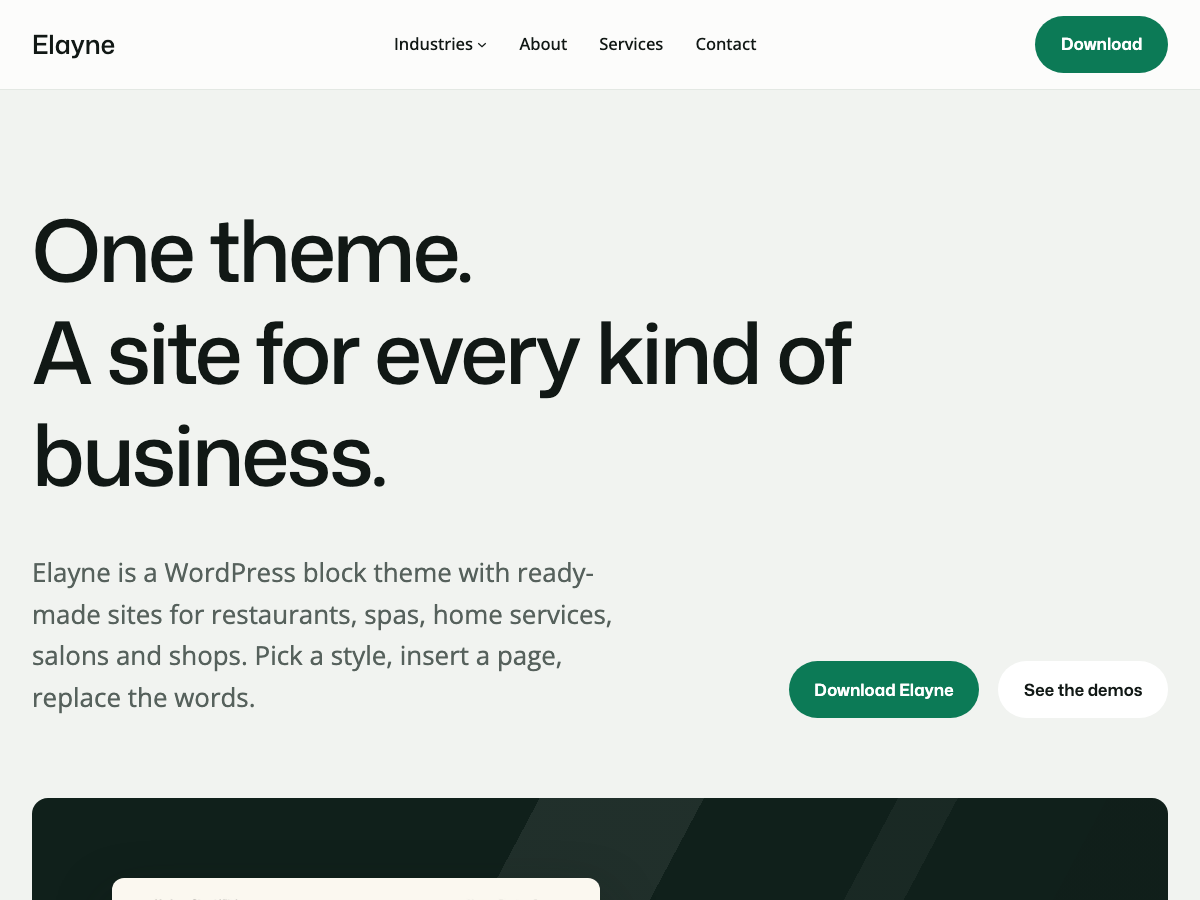 Elayne
Industries
About
Services
Contact
Download
One theme.
A site for every kind of
business.
Elayne is a WordPress block theme with ready-
made sites for restaurants, spas, home services,
salons and shops. Pick a style, insert a page,
replace the words.
Download Elayne
See the demos